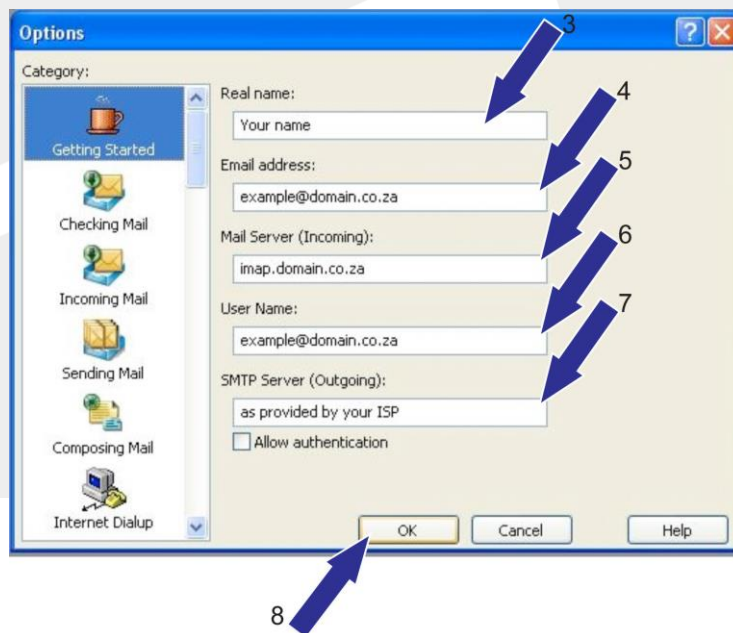 Options
3
Category:
Real name:
Your name
4
Getting Started
Email address:
5
example@domain.co.za
Checking Mail
Mail Server (Incoming):
6
imap.domain.co.za
Incoming Mail
User Name:
7
example@domain.co.za
Sending Mail
SMTP Server (Outgoing):
as provided by your ISP
Allow authentication
Composing Mail
Internet Dialup
OK
Cancel
Help
8